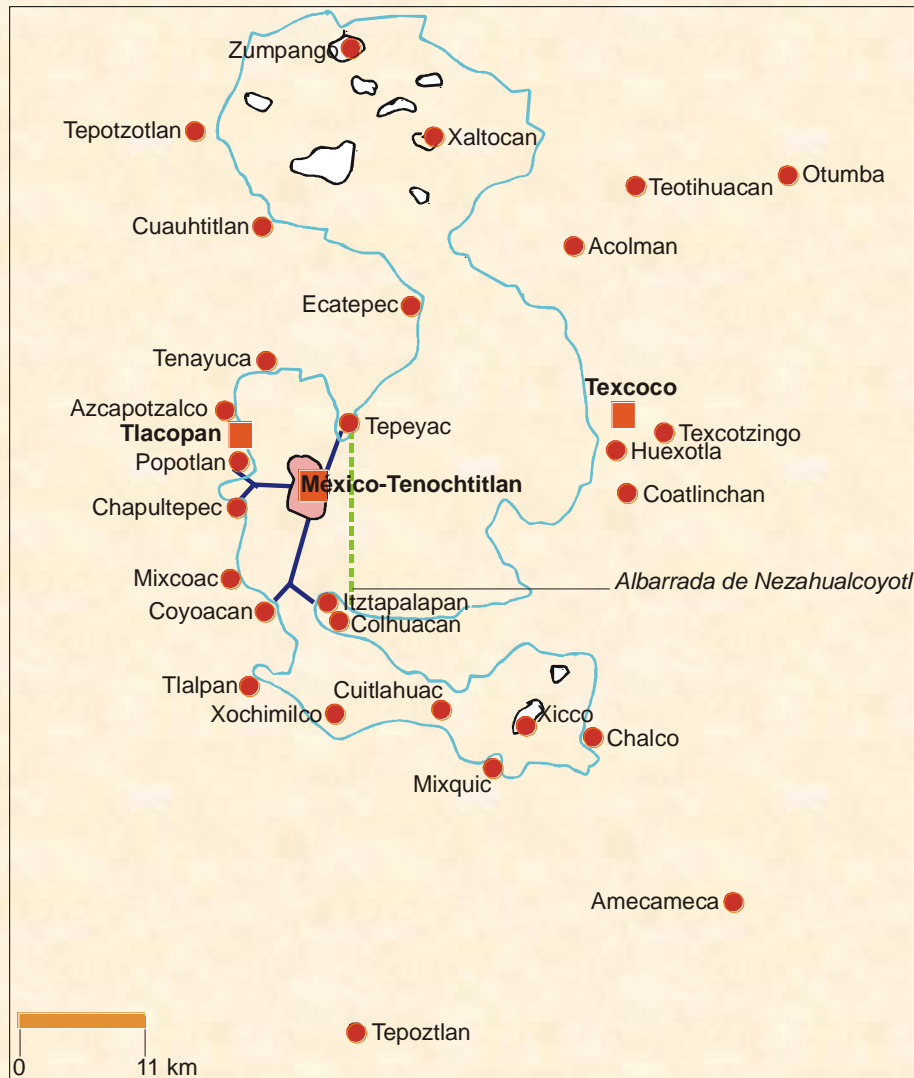 Zumpango
Tepotzotlan
Xaltocan
Otumba
Teotihuacan
Cuauhtitlan
Acolman
Ecatepec
Tenayuca
Texcoco
Azcapotzalco
Tlacopan
Tepeyac
Texcotzingo
Popotlan
Huexotla
México-Tenochtitlan
Coatlinchan
Chapultepec
Mixcoac
Albarrada de Nezahualcoyotl
Itztapalapan
Coyoacan
Colhuacan
Tlalpan
Cuitlahuac
Xochimilco
Xicco
Chalco
Mixquic
Amecameca
Tepoztlan
0 11 km